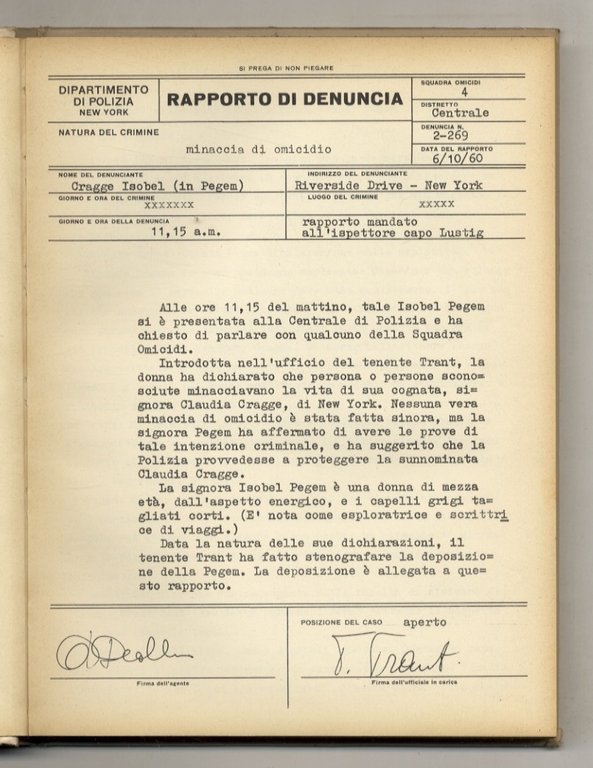 SI PREGA DI NON PIEGARE
DIPARTIMENTO
DI POLIZIA
NEW YORK
RAPPORTO DI DENUNCIA
SQUADRA OMICIDI
4
DISTRETTO
Centrale
NATURA DEL CRIMINE
minaccia di omicidio
DENUNCIA N.
2-269
DATA DEL RAPPORTO
6/10/60
NOME DEL DENUNCIANTE
Cragge Isobel (in Pegem)
INDIRIZZO DEL DENUNCIANTE
Riverside Drive - New York
GIORNO E ORA DEL CRIMINE
xxxxxxx
LUOGO DEL CRIMINE
xxxxx
GIORNO E ORA DELLA DENUNCIA
11,15 a.m.
rapporto mandato
all'ispettore capo Lustig
Alle ore 11,15 del mattino, tale Isobel Pegem
si è presentata alla Centrale di Polizia e ha
chiesto di parlare con qualcuno della Squadra
Omicidi.
Introdotta nell'ufficio del tenente Trant, la
donna ha dichiarato che persona o persone scono=
sciute minacciavano la vita di sua cognata, si=
gnora Claudia Cragge, di New York. Nessuna vera
minaccia di omicidio è stata fatta sinora, ma la
signora Pegem ha affermato di avere le prove di
tale intenzione criminale, e ha suggerito che la
Polizia provvedesse a proteggere la sunnominata
Claudia Cragge.
La signora Isobel Pegem è una donna di mezza
età, dall'aspetto energico, e i capelli grigi ta=
gliati corti. (E' nota come esploratrice e scrittri
ce di viaggi.)
Data la natura delle sue dichiarazioni, il
tenente Trant ha fatto stenografare la deposizio=
ne della Pegem. La deposizione è allegata a que=
sto rapporto.
POSIZIONE DEL CASO aperto
T. Trant.
Firma dell'agente
Firma dell'ufficiale in carica